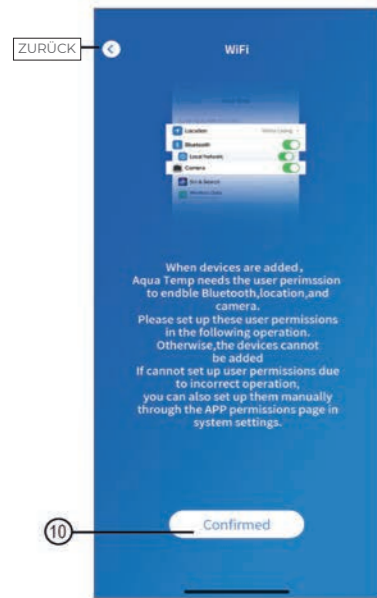 ZURÜCK
WiFi
Location
Bluetooth
Local Network
Camera
When devices are added,
Aqua Temp needs the user perimssion
to endble Bluetooth,location,and
camera.
Please set up these user permissions
in the following operation.
Otherwise,the devices cannot
be added
If cannot set up user permissions due
to incorrect operation,
you can also set up them manually
through the APP permissions page in
system settings.
10
Confirmed